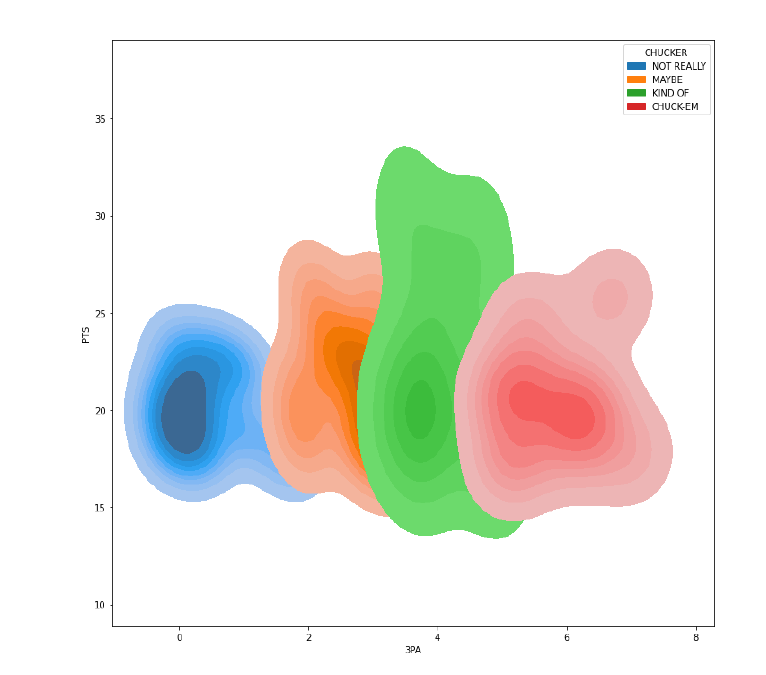 CHUCKER
NOT REALLY
MAYBE
KIND OF
CHUCK-EM
35
30
25
20
15
10
PTS
0 2 4 6 8
3PA